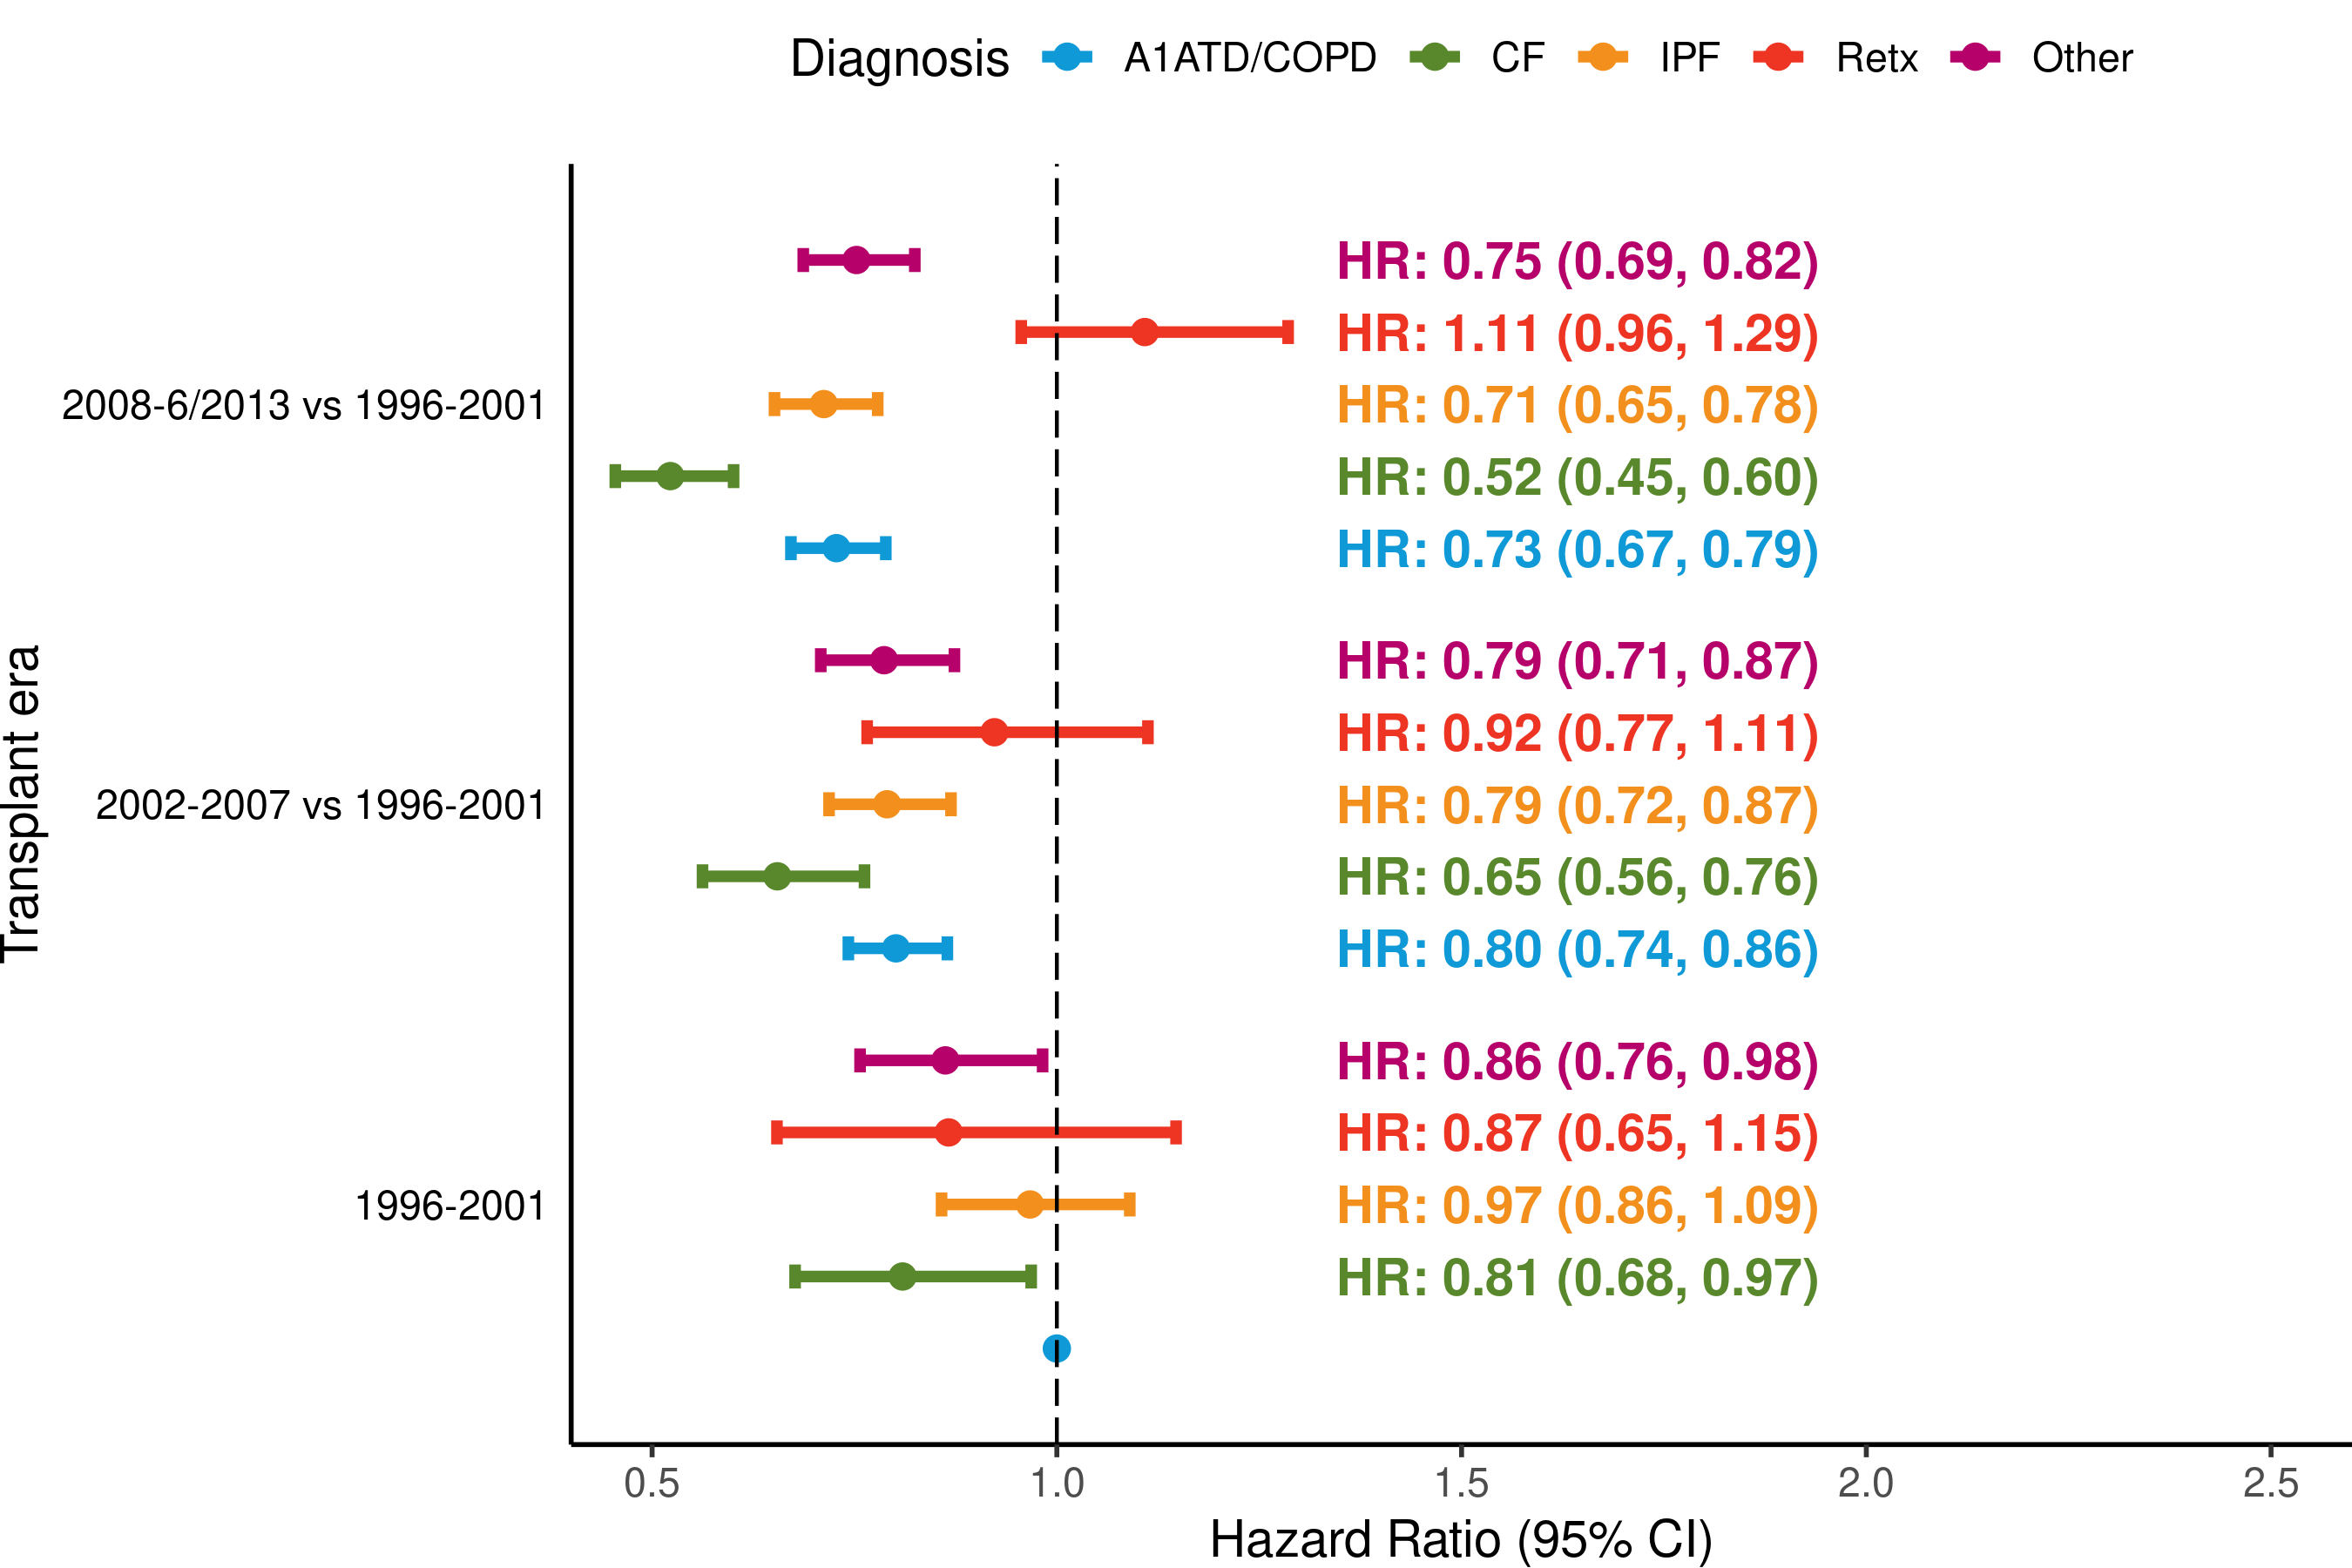 Diagnosis A1ATD/COPD CF IPF Retx Other
HR: 0.75 (0.69, 0.82)
HR: 1.11 (0.96, 1.29)
2008-6/2013 vs 1996-2001 HR: 0.71 (0.65, 0.78)
HR: 0.52 (0.45, 0.60)
HR: 0.73 (0.67, 0.79)
Transplant era
HR: 0.79 (0.71, 0.87)
HR: 0.92 (0.77, 1.11)
2002-2007 vs 1996-2001 HR: 0.79 (0.72, 0.87)
HR: 0.65 (0.56, 0.76)
HR: 0.80 (0.74, 0.86)
HR: 0.86 (0.76, 0.98)
HR: 0.87 (0.65, 1.15)
1996-2001 HR: 0.97 (0.86, 1.09)
HR: 0.81 (0.68, 0.97)
0.5 1.0 1.5 2.0 2.5
Hazard Ratio (95% CI)